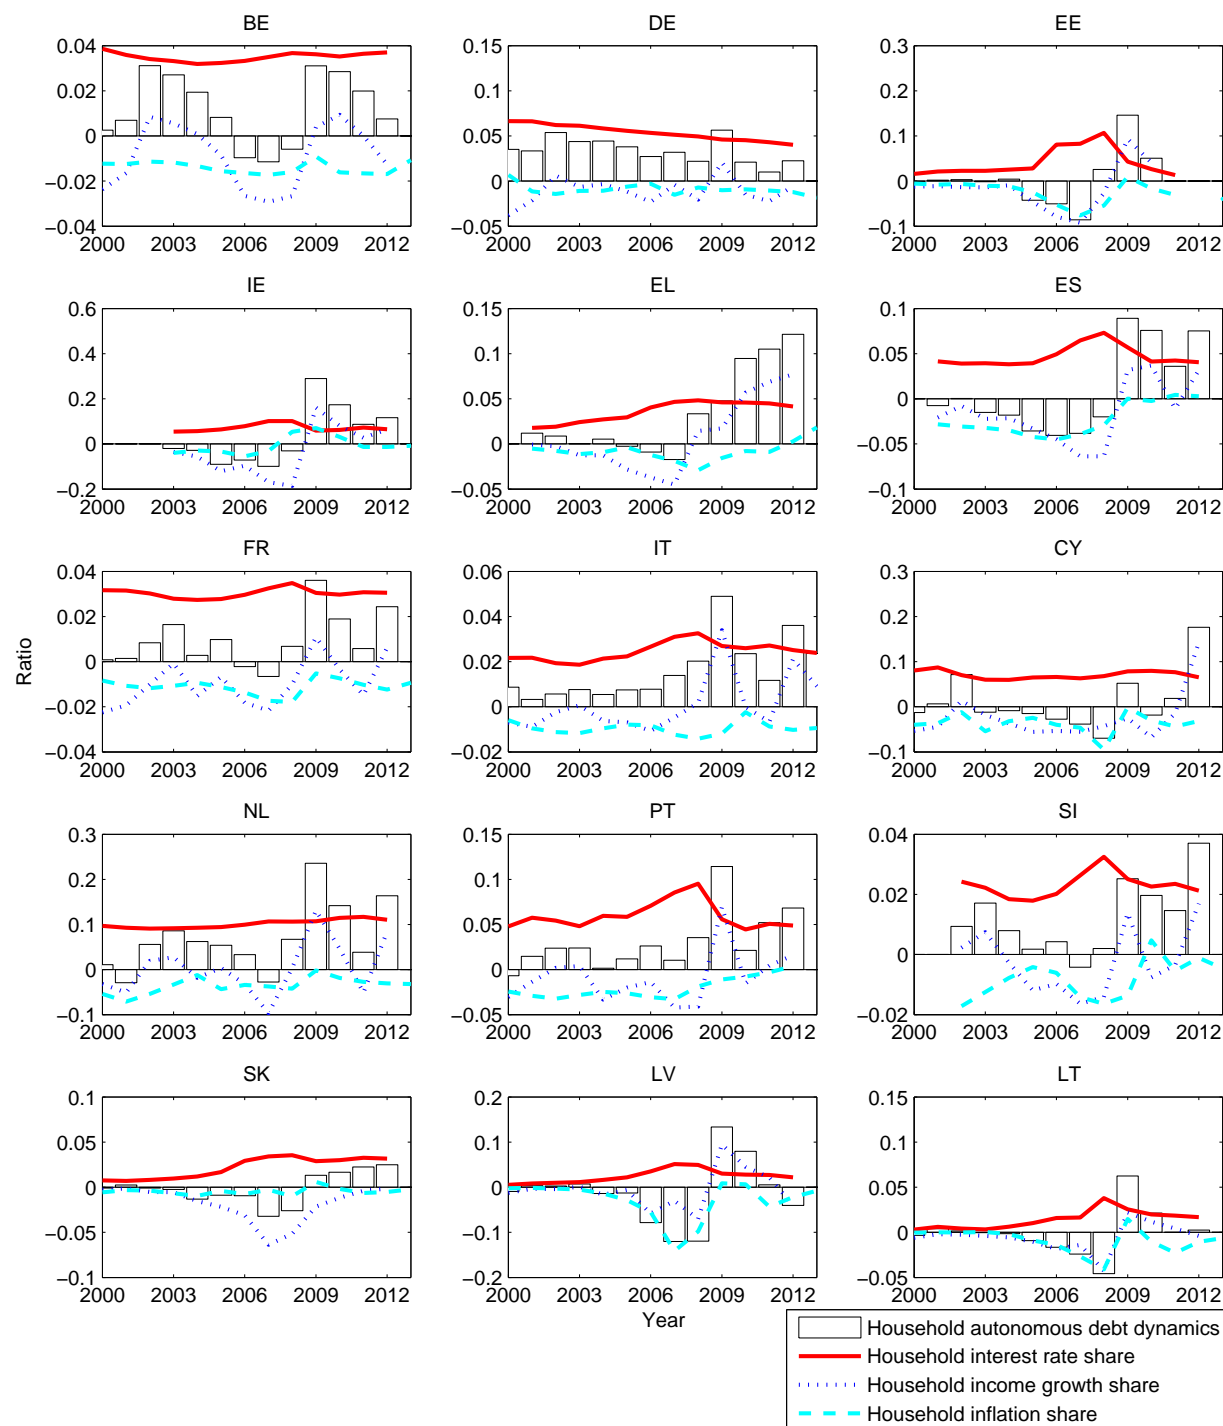 BE DE EE
0.04 0.15 0.3
0.02 0.1 0.2
0 0.05 0.1
−0.02 0 0
−0.04 −0.05 −0.1
2000 2003 2006 2009 2012 2000 2003 2006 2009 2012 2000 2003 2006 2009 2012
IE EL ES
0.6 0.15 0.1
0.4 0.1 0.05
0.2 0.05 0
0 0 −0.05
−0.2 −0.05 −0.1
2000 2003 2006 2009 2012 2000 2003 2006 2009 2012 2000 2003 2006 2009 2012
FR IT CY
0.04 0.06 0.3
0.02 0.04 0.2
0 0.02 0.1
−0.02 0 0
−0.04 −0.02 −0.1
2000 2003 2006 2009 2012 2000 2003 2006 2009 2012 2000 2003 2006 2009 2012
Ratio
NL PT SI
0.3 0.15 0.04
0.2 0.1 0.02
0.1 0.05 0
0 0 −0.02
−0.1 −0.05
2000 2003 2006 2009 2012 2000 2003 2006 2009 2012 2000 2003 2006 2009 2012
SK LV LT
0.1 0.2 0.15
0.05 0.1 0.1
0 0 0.05
−0.05 −0.1 0
−0.1 −0.2 −0.05
2000 2003 2006 2009 2012 2000 2003 2006 2009 2012 2000 2003 2006 2009 2012
Year
Household autonomous debt dynamics
Household interest rate share
Household income growth share
Household inflation share